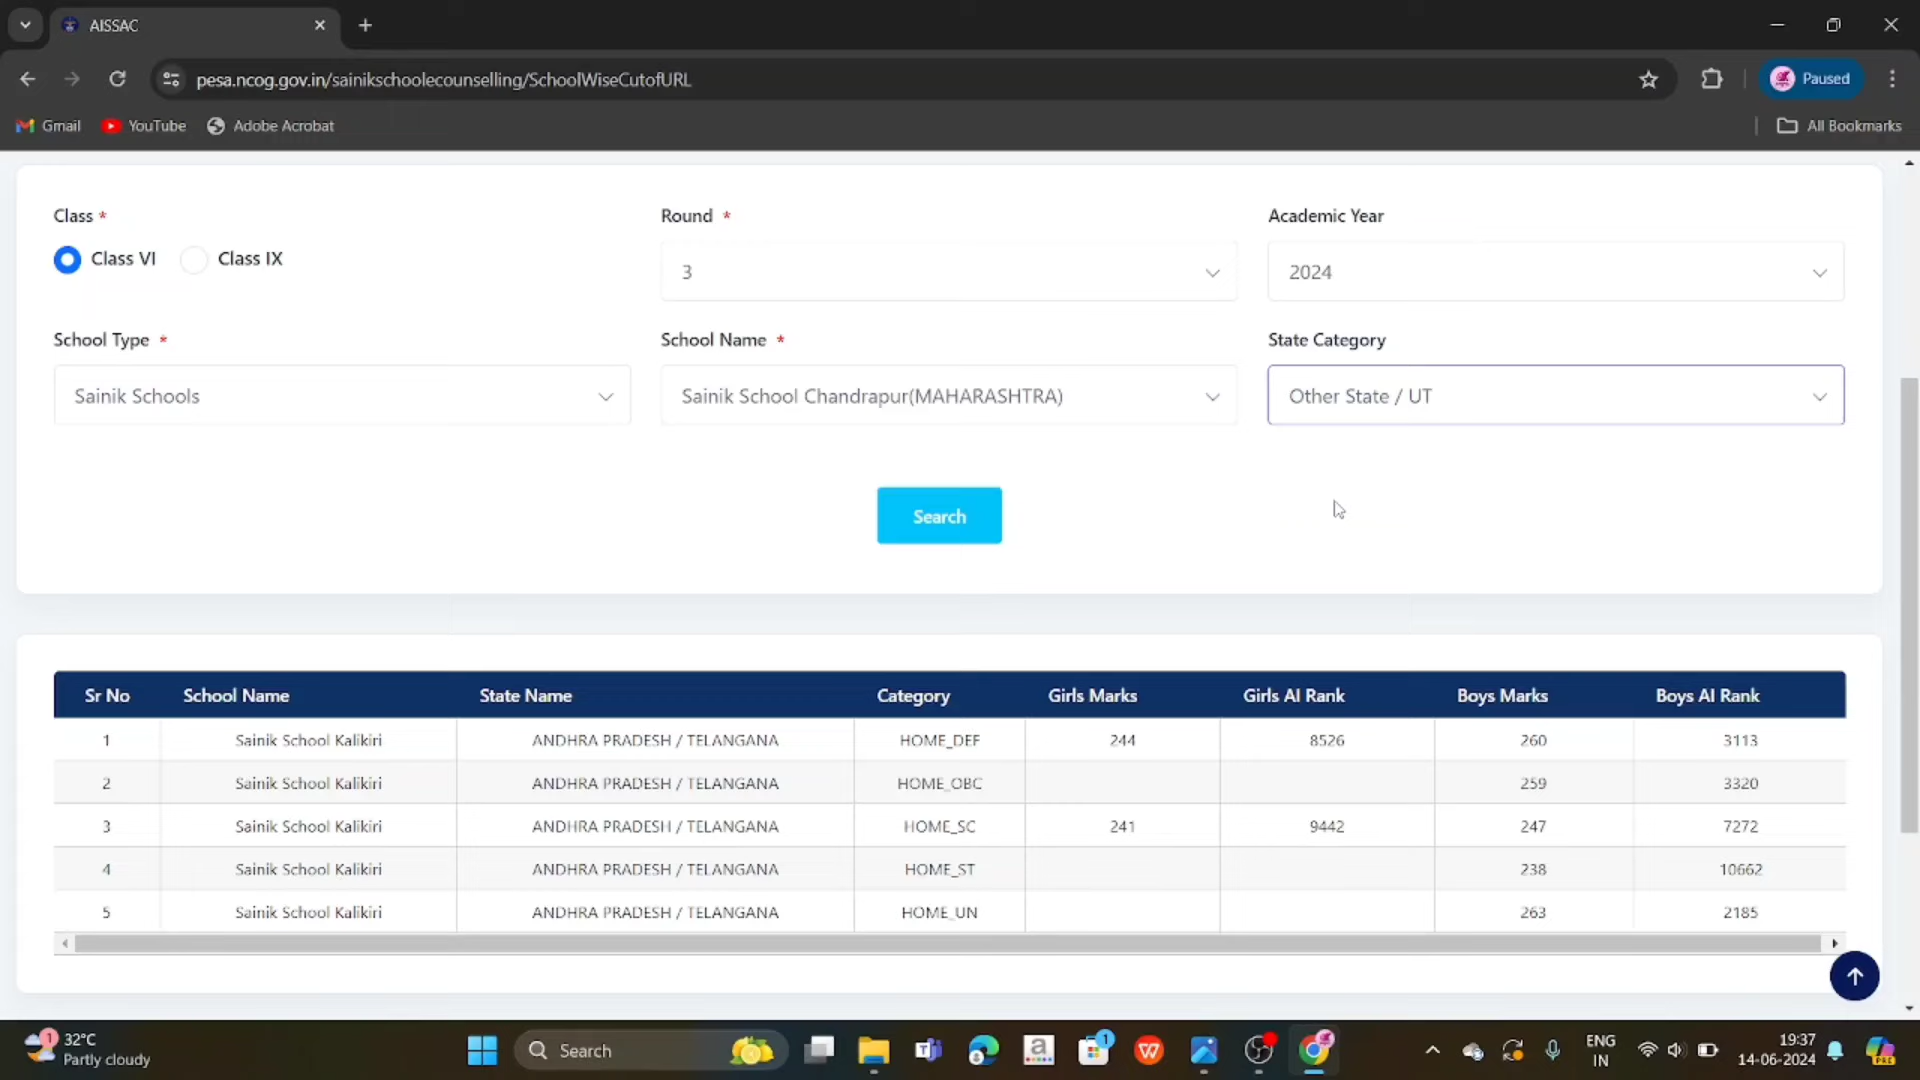 AISSAC
pesa.ncog.gov.in/sainikschoolecounselling/SchoolWiseCutofURL
Paused
Gmail YouTube Adobe Acrobat All Bookmarks
Class * Round * Academic Year
Class VI Class IX 3 2024
School Type * School Name * State Category
Sainik Schools Sainik School Chandrapur(MAHARASHTRA) Other State / UT
Search
Sr No School Name State Name Category Girls Marks Girls AI Rank Boys Marks Boys AI Rank
1 Sainik School Kalikiri ANDHRA PRADESH / TELANGANA HOME_DEF 244 8526 260 3113
2 Sainik School Kalikiri ANDHRA PRADESH / TELANGANA HOME_OBC 259 3320
3 Sainik School Kalikiri ANDHRA PRADESH / TELANGANA HOME_SC 241 9442 247 7272
4 Sainik School Kalikiri ANDHRA PRADESH / TELANGANA HOME_ST 238 10662
5 Sainik School Kalikiri ANDHRA PRADESH / TELANGANA HOME_UN 263 2185
1 32°C
Partly cloudy
Search
1
ENG
IN
19:37
14-06-2024
PRE